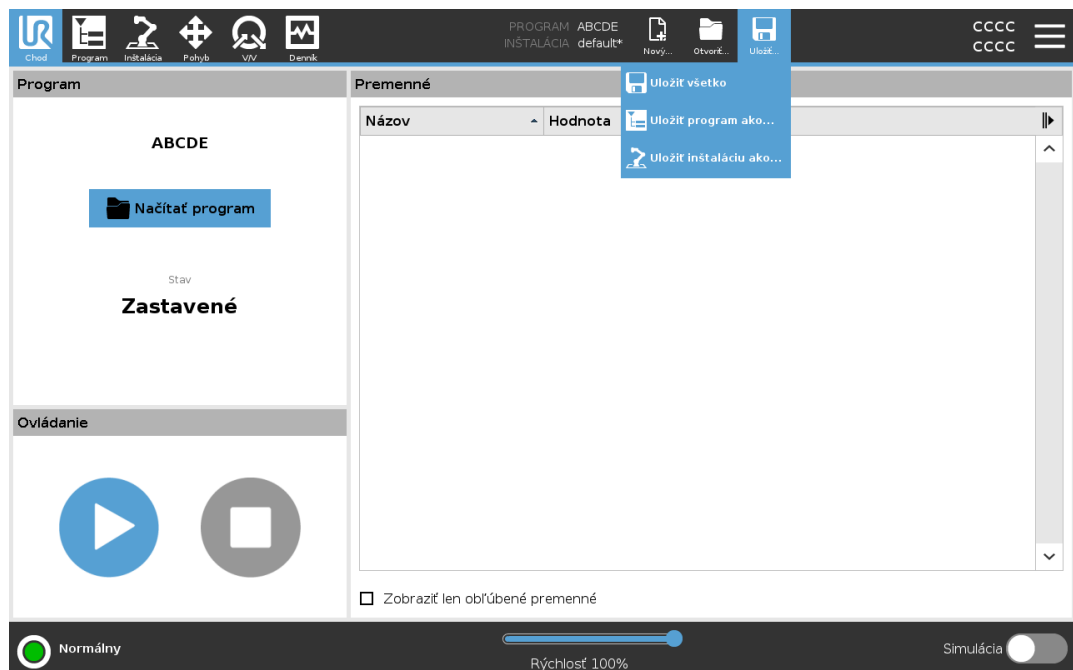 PROGRAM ABCDE
INŠTALÁCIA default*
CCCC
CCCC
Chod Program Inštalácia Pohyb V/V Denník Nový... Otvoriť... Uložiť...
Program
Premenné
Uložiť všetko
Uložiť program ako...
Uložiť inštaláciu ako...
Názov Hodnota
ABCDE
Načítať program
Stav
Zastavené
Ovládanie
Zobraziť len obľúbené premenné
Normálny
Rýchlosť 100%
Simulácia